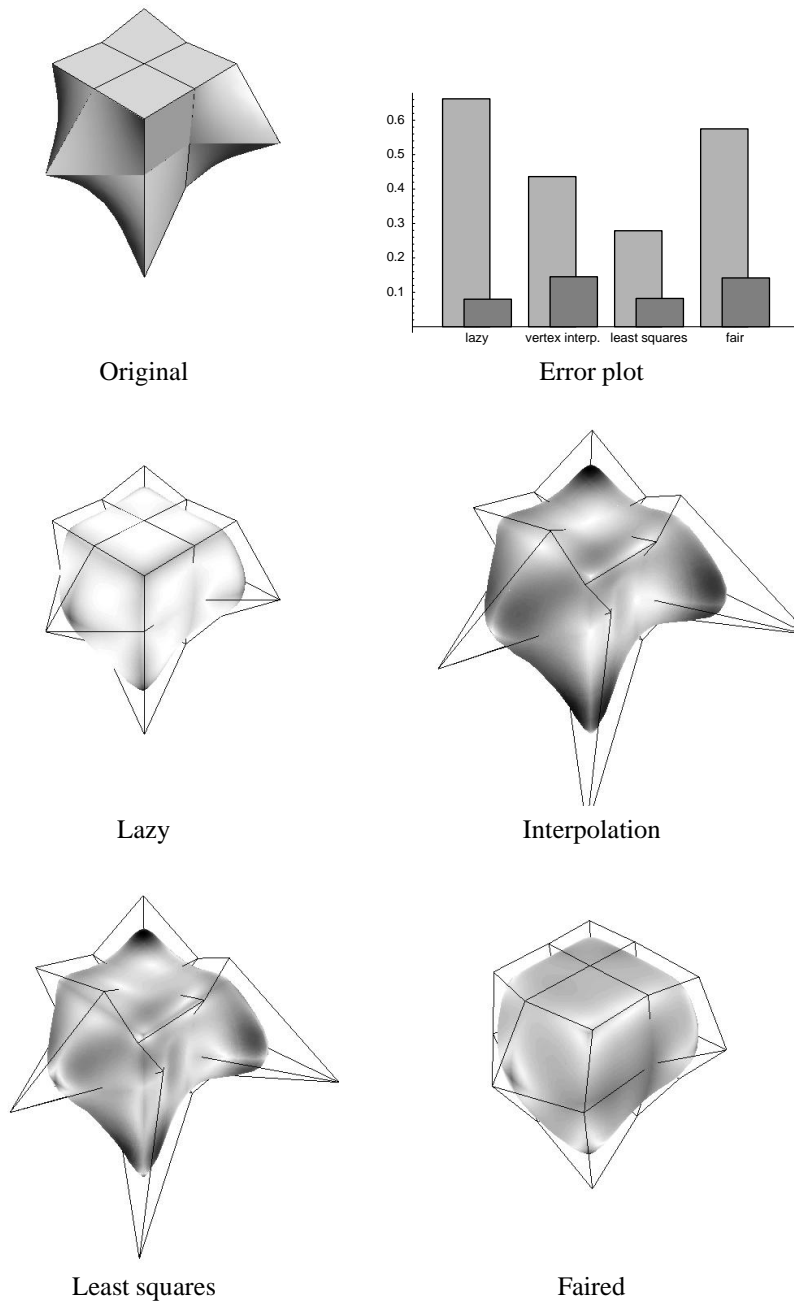 0.6
0.5
0.4
0.3
0.2
0.1
lazy vertex interp. least squares fair
Original Error plot
Lazy Interpolation
Least squares Faired